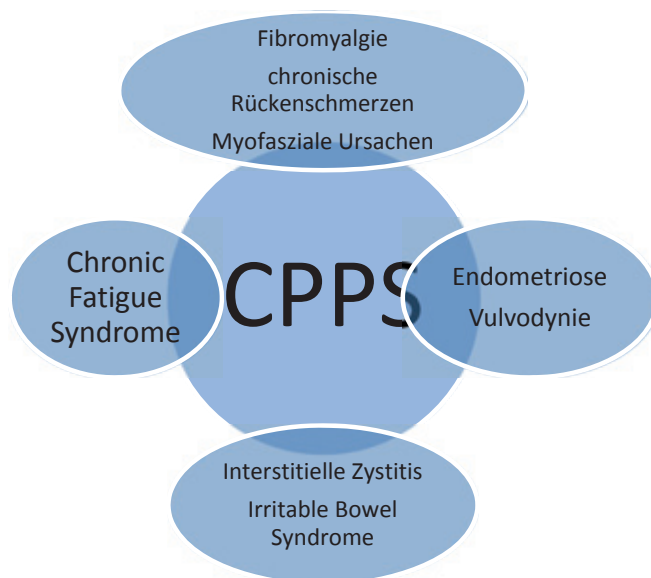 Fibromyalgie
chronische
Rückenschmerzen
Myofasziale Ursachen
Chronic
Fatigue
Syndrome
CPPS
Endometriose
Vulvodynie
Interstitielle Zystitis
Irritable Bowel
Syndrome